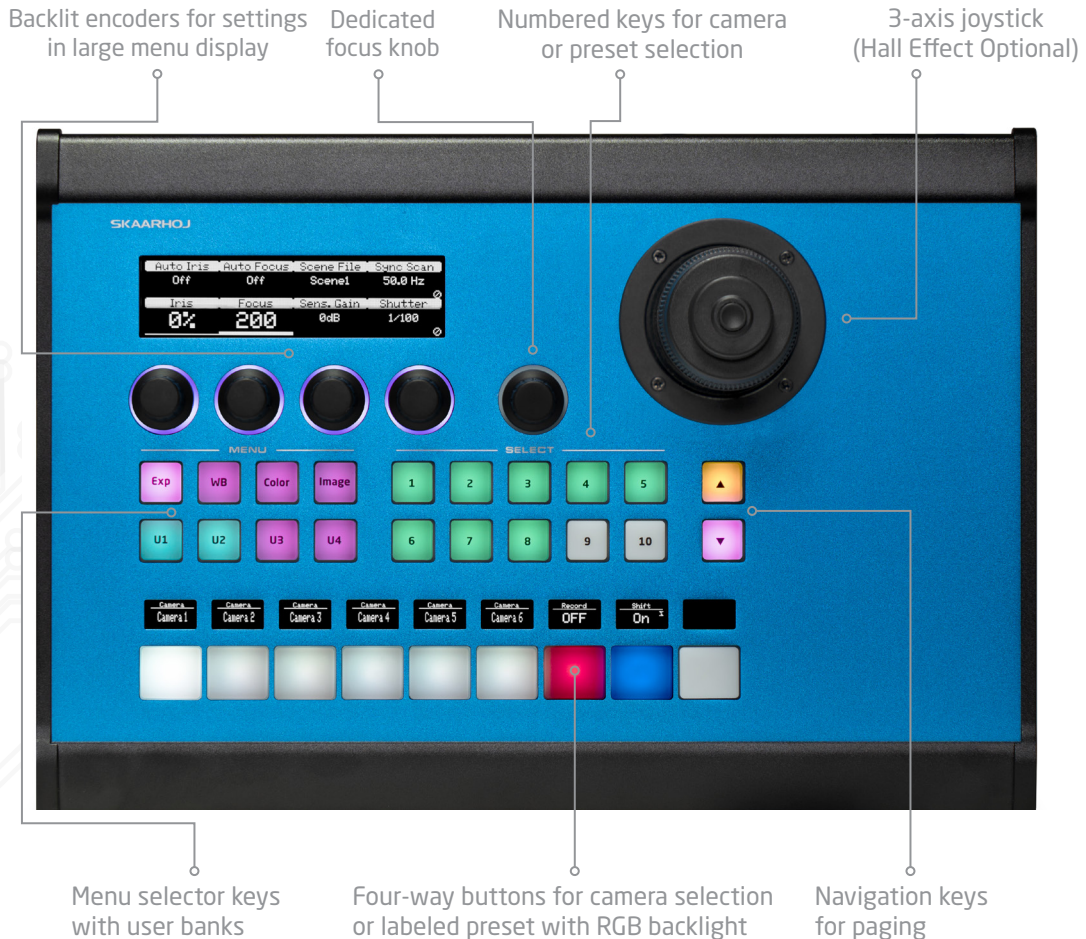 Backlit encoders for settings
in large menu display
Dedicated
focus knob
Numbered keys for camera
or preset selection
3-axis joystick
(Hall Effect Optional)
SKAARHOJ
Auto Iris Auto Focus Scene File Sync Scan
Off Off Scene1 50.0 Hz
Iris Focus Sens. Gain Shutter
0% 200 0dB 1/100
MENU SELECT
Exp WB Color Image 1 2 3 4 5 ▲
U1 U2 U3 U4 6 7 8 9 10 ▼
Camera Camera Camera Camera Camera Camera Record Shift
Camera 1 Camera 2 Camera 3 Camera 4 Camera 5 Camera 6 OFF On
Menu selector keys
with user banks
Four-way buttons for camera selection
or labeled preset with RGB backlight
Navigation keys
for paging